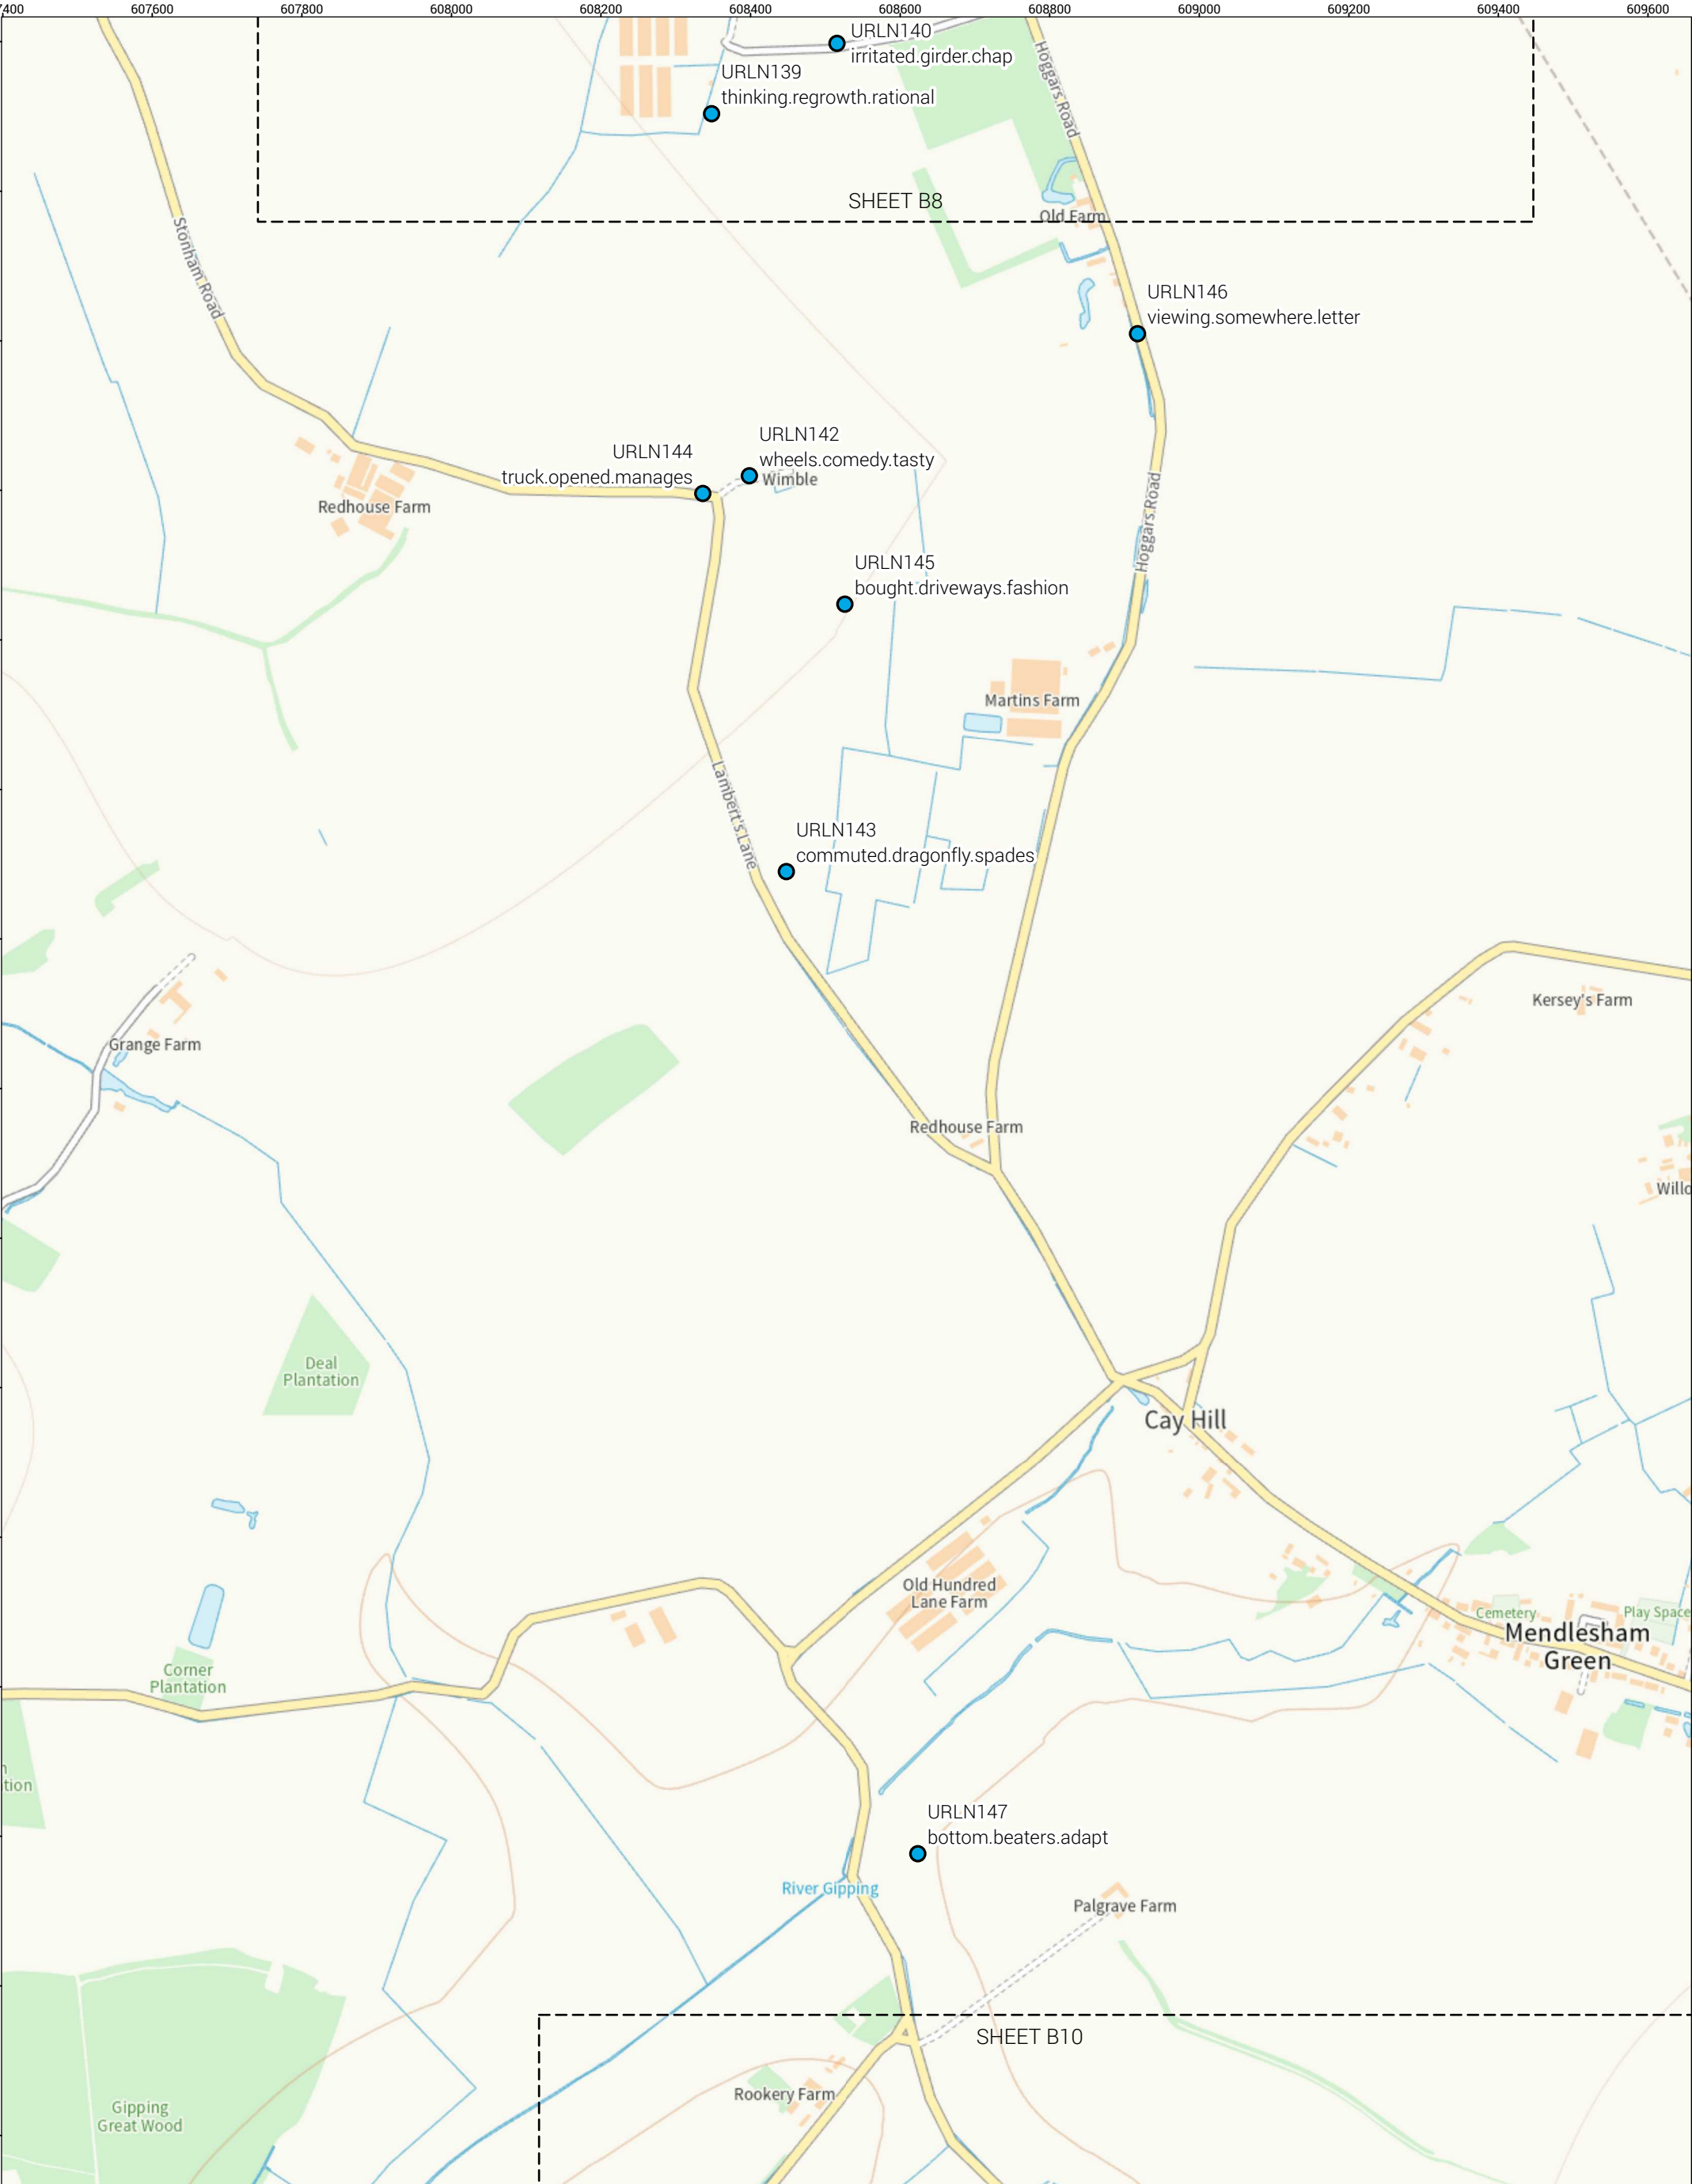 7400 607600 607800 608000 608200 608400 608600 608800 609000 609200 609400 609600
URLN140
irritated.girder.chap
URLN139
thinking.regrowth.rational
Hoggars Road
SHEET B8
Old Farm
Stonham Road
URLN146
viewing.somewhere.letter
URLN142
wheels.comedy.tasty
URLN144
truck.opened.manages
Wimble
Redhouse Farm
Hoggars Road
URLN145
bought.driveways.fashion
Martins Farm
Lambert's Lane
URLN143
commuted.dragonfly.spades
Kersey's Farm
Grange Farm
Redhouse Farm
Willo
Deal
Plantation
Cay Hill
Old Hundred
Lane Farm
Cemetery
Play Space
Mendlesham
Green
Corner
Plantation
n
tion
URLN147
bottom.beaters.adapt
River Gipping
Palgrave Farm
SHEET B10
Rookery Farm
Gipping
Great Wood